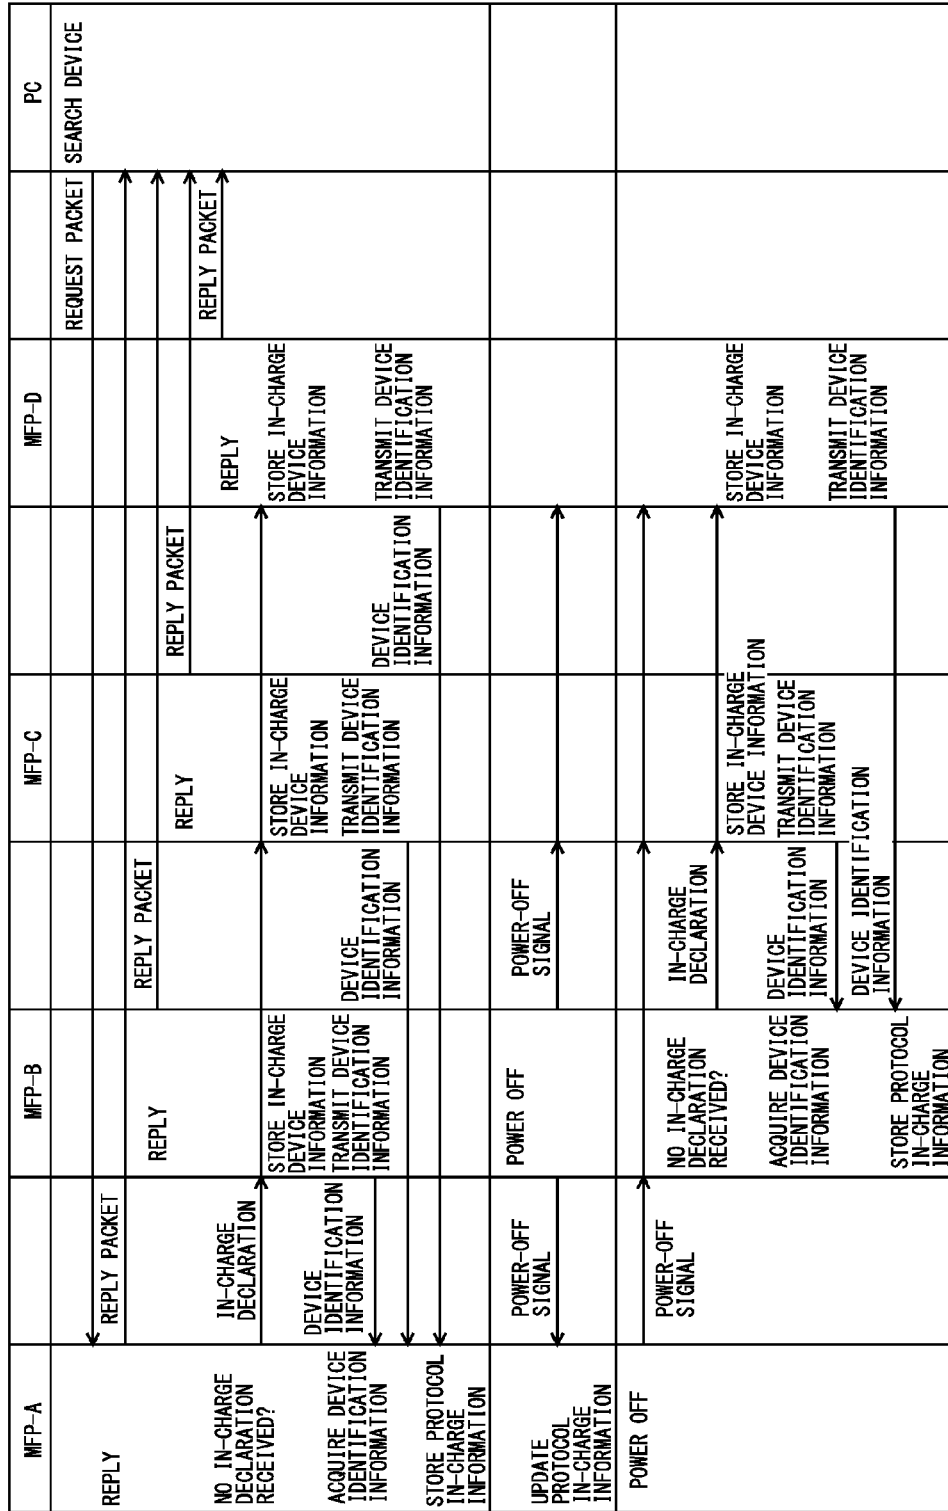 MFP-A
MFP-B
MFP-C
MFP-D
PC
REQUEST PACKET
SEARCH DEVICE
REPLY
REPLY PACKET
REPLY
REPLY PACKET
REPLY
REPLY PACKET
REPLY
REPLY PACKET
NO IN-CHARGE
DECLARATION
RECEIVED?
IN-CHARGE
DECLARATION
STORE IN-CHARGE
DEVICE
INFORMATION
STORE IN-CHARGE
DEVICE
INFORMATION
STORE IN-CHARGE
DEVICE
INFORMATION
ACQUIRE DEVICE
IDENTIFICATION
INFORMATION
DEVICE
IDENTIFICATION
INFORMATION
TRANSMIT DEVICE
IDENTIFICATION
INFORMATION
DEVICE
IDENTIFICATION
INFORMATION
TRANSMIT DEVICE
IDENTIFICATION
INFORMATION
DEVICE
IDENTIFICATION
INFORMATION
TRANSMIT DEVICE
IDENTIFICATION
INFORMATION
STORE PROTOCOL
IN-CHARGE
INFORMATION
UPDATE
PROTOCOL
IN-CHARGE
INFORMATION
POWER-OFF
SIGNAL
POWER OFF
POWER-OFF
SIGNAL
POWER OFF
POWER-OFF
SIGNAL
NO IN-CHARGE
DECLARATION
RECEIVED?
IN-CHARGE
DECLARATION
STORE IN-CHARGE
DEVICE INFORMATION
STORE IN-CHARGE
DEVICE
INFORMATION
ACQUIRE DEVICE
IDENTIFICATION
INFORMATION
DEVICE
IDENTIFICATION
INFORMATION
TRANSMIT DEVICE
IDENTIFICATION
INFORMATION
TRANSMIT DEVICE
IDENTIFICATION
INFORMATION
DEVICE IDENTIFICATION
INFORMATION
STORE PROTOCOL
IN-CHARGE
INFORMATION